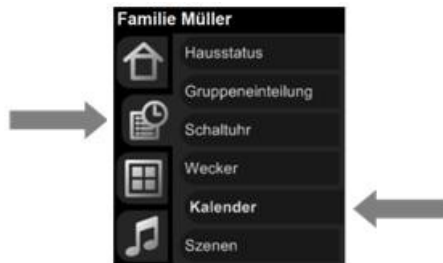 Familie Müller
Hausstatus
Gruppeneinteilung
Schaltuhr
Wecker
Kalender
Szenen